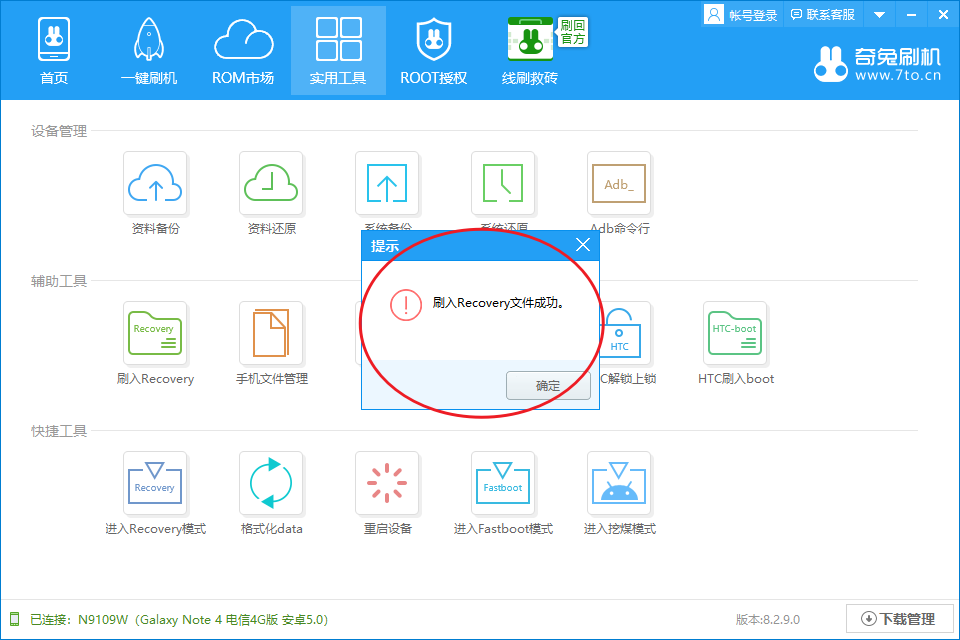 帐号登录 联系客服
刷回
官方
首页 一键刷机 ROM市场 实用工具 ROOT授权 线刷救砖
奇兔刷机
www.7to.cn
设备管理
Adb_
资料备份 资料还原 系统备份 系统还原 Adb命令行
提示
刷入Recovery文件成功。
确定
辅助工具
Recovery HTC HTC-boot
刷入Recovery 手机文件管理 C解锁上锁 HTC刷入boot
快捷工具
Recovery Fastboot
进入Recovery模式 格式化data 重启设备 进入Fastboot模式 进入挖煤模式
已连接: N9109W (Galaxy Note 4 电信4G版 安卓5.0)
版本:8.2.9.0
下载管理